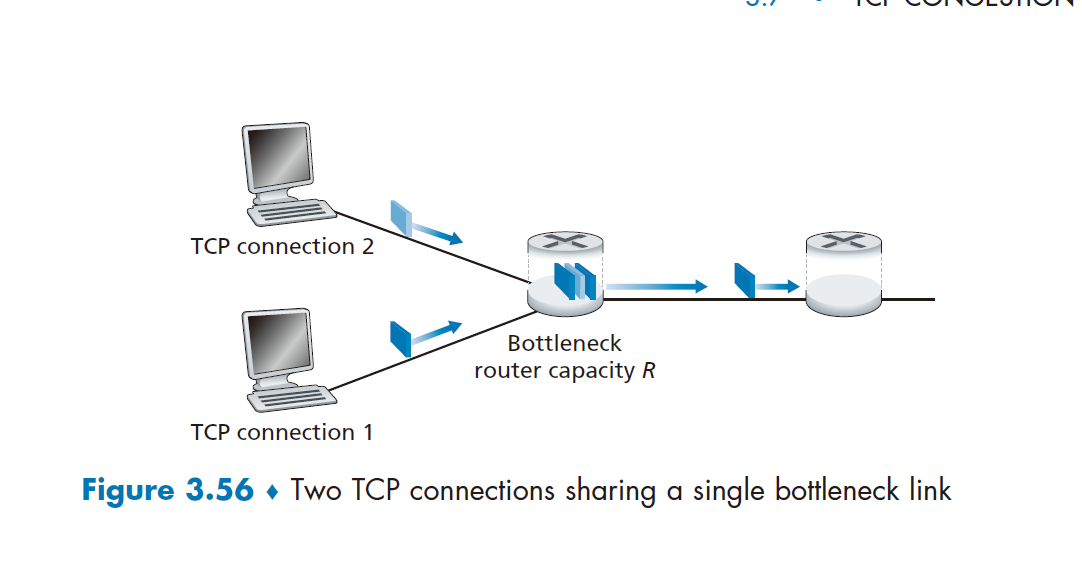 TCP connection 2
Bottleneck
router capacity R
TCP connection 1
Figure 3.56 ♦ Two TCP connections sharing a single bottleneck link